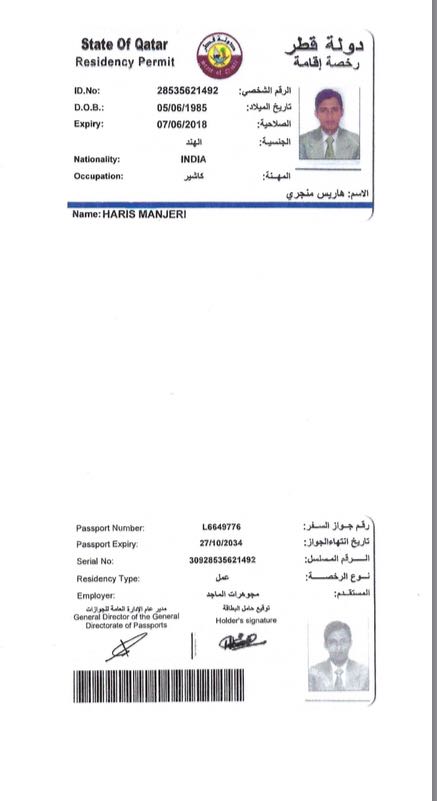 State Of Qatar دولة قطر
Residency Permit رخصة إقامة
ID.No: 28535621492 الرقم الشخصي:
D.O.B.: 05/06/1985 تاريخ الميلاد:
Expiry: 07/06/2018 الصلاحية:
الهند الجنسية:
Nationality: INDIA
Occupation: كاشير المهنة:
الاسم: هاريس منجري
Name: HARIS MANJERI
Passport Number: L6649776 رقم جواز السفر:
Passport Expiry: 27/10/2034 تاريخ انتهاءالجواز:
Serial No: 30928535621492 الرقم المسلسل:
Residency Type: عمل نوع الرخصة:
Employer: مجوهرات الماجد المستقدم:
مدير عام الإدارة العامة للجوازات توقيع حامل البطاقة
General Director of the General Holder's signature
Directorate of Passports